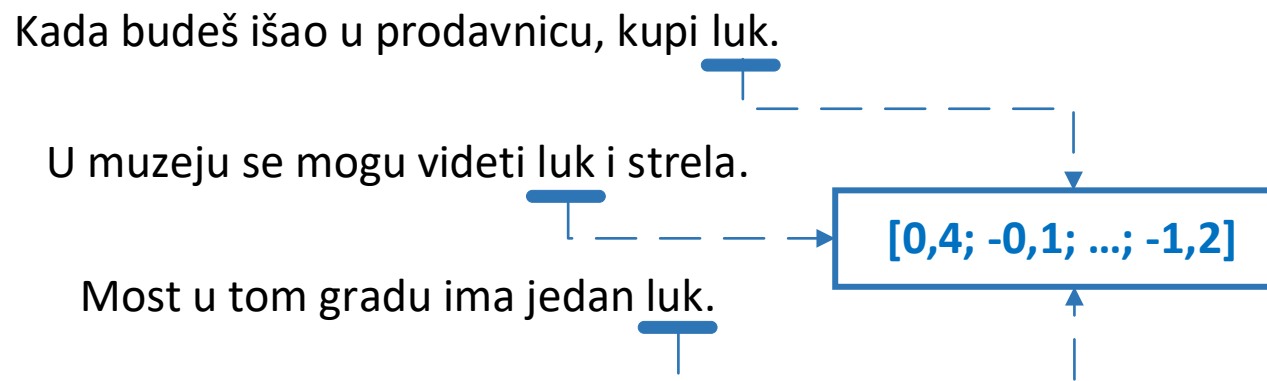 Kada budeš išao u prodavnicu, kupi luk.
U muzeju se mogu videti luk i strela.
[0,4; -0,1; ...; -1,2]
Most u tom gradu ima jedan luk.